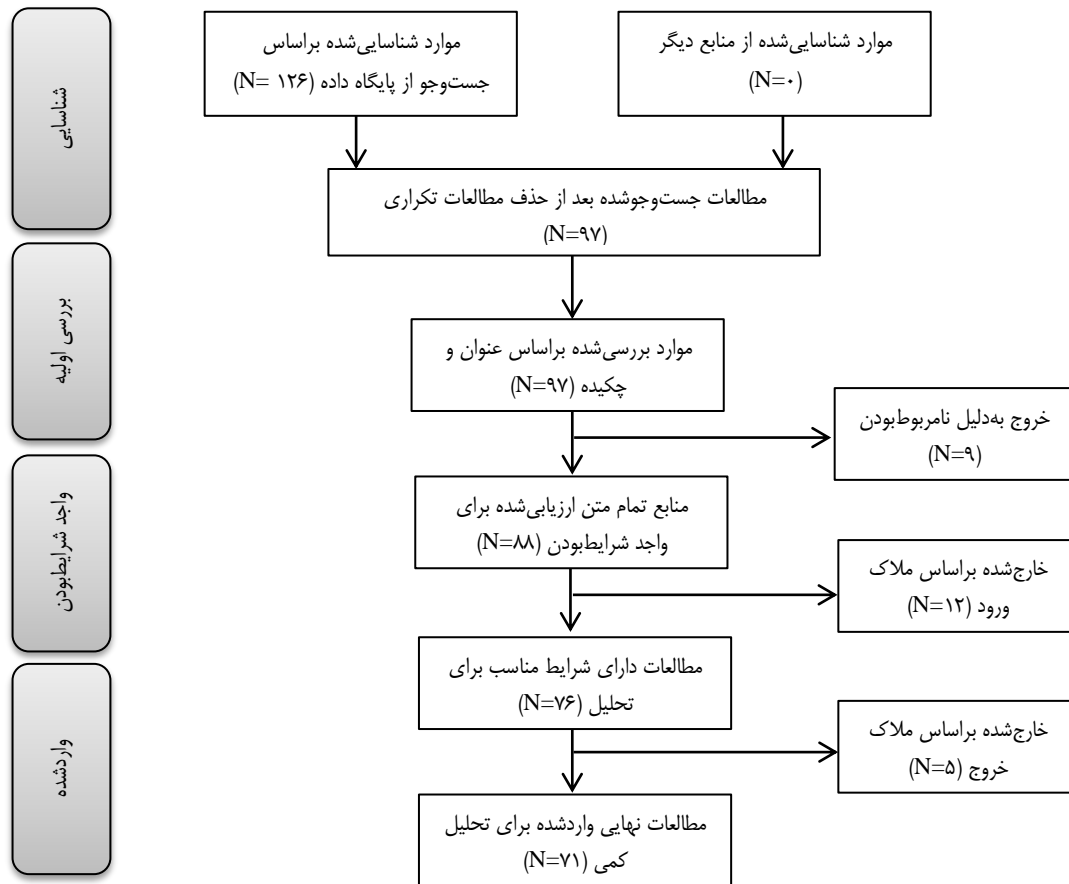 شناسایی
موارد شناسایی‌شده از منابع دیگر
(N=۰)
موارد شناسایی‌شده براساس
جست‌وجو از پایگاه داده (N= ۱۲۶)
مطالعات جست‌وجوشده بعد از حذف مطالعات تکراری
(N=۹۷)
بررسی اولیه
موارد بررسی‌شده براساس عنوان و
چکیده (N=۹۷)
خروج به‌دلیل نامربوط‌بودن
(N=۹)
واجد شرایط‌بودن
منابع تمام متن ارزیابی‌شده برای
واجد شرایط‌بودن (N=۸۸)
خارج‌شده براساس ملاک
ورود (N=۱۲)
واردشده
مطالعات دارای شرایط مناسب برای
تحلیل (N=۷۶)
خارج‌شده براساس ملاک
خروج (N=۵)
مطالعات نهایی واردشده برای تحلیل
کمی (N=۷۱)